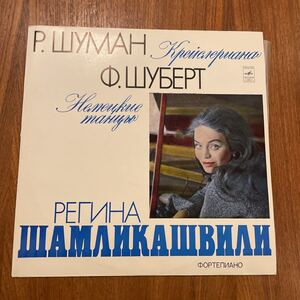 Р. ШУМАН
Крейслериана
Ф. ШУБЕРТ
Немецкие
танцы
РЕГИНА
ШАМЛИКАШВИЛИ
ФОРТЕПИАНО